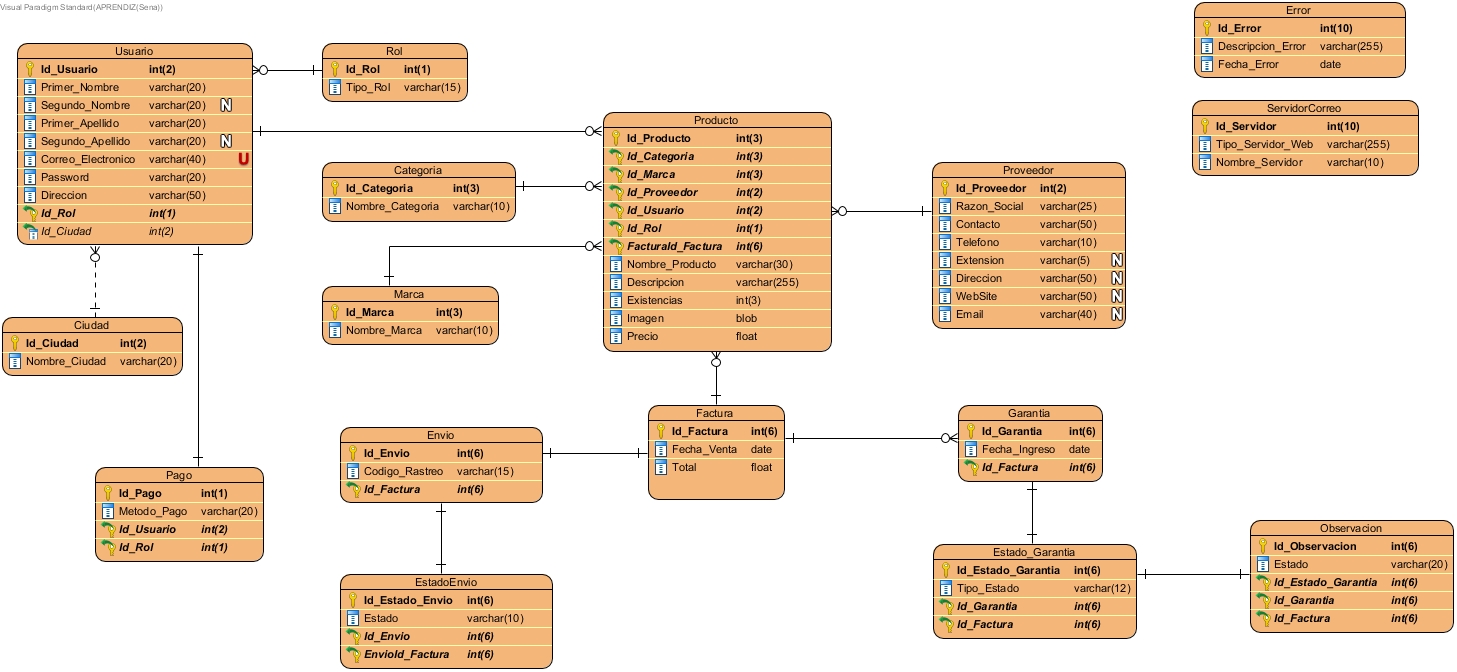 Visual Paradigm Standard(APRENDIZ(Sena))
Usuario
Id_Usuario int(2)
Primer_Nombre varchar(20)
Segundo_Nombre varchar(20) N
Primer_Apellido varchar(20)
Segundo_Apellido varchar(20) N
Correo_Electronico varchar(40) U
Password varchar(20)
Direccion varchar(50)
Id_Rol int(1)
Id_Ciudad int(2)
Rol
Id_Rol int(1)
Tipo_Rol varchar(15)
Error
Id_Error int(10)
Descripcion_Error varchar(255)
Fecha_Error date
ServidorCorreo
Id_Servidor int(10)
Tipo_Servidor_Web varchar(255)
Nombre_Servidor varchar(10)
Producto
Id_Producto int(3)
Id_Categoria int(3)
Id_Marca int(3)
Id_Proveedor int(2)
Id_Usuario int(2)
Id_Rol int(1)
FacturaId_Factura int(6)
Nombre_Producto varchar(30)
Descripcion varchar(255)
Existencias int(3)
Imagen blob
Precio float
Categoria
Id_Categoria int(3)
Nombre_Categoria varchar(10)
Proveedor
Id_Proveedor int(2)
Razon_Social varchar(25)
Contacto varchar(50)
Telefono varchar(10)
Extension varchar(5) N
Direccion varchar(50) N
WebSite varchar(50) N
Email varchar(40) N
Marca
Id_Marca int(3)
Nombre_Marca varchar(10)
Ciudad
Id_Ciudad int(2)
Nombre_Ciudad varchar(20)
Factura
Id_Factura int(6)
Fecha_Venta date
Total float
Garantia
Id_Garantia int(6)
Fecha_Ingreso date
Id_Factura int(6)
Envio
Id_Envio int(6)
Codigo_Rastreo varchar(15)
Id_Factura int(6)
Pago
Id_Pago int(1)
Metodo_Pago varchar(20)
Id_Usuario int(2)
Id_Rol int(1)
Observacion
Id_Observacion int(6)
Estado varchar(20)
Id_Estado_Garantia int(6)
Id_Garantia int(6)
Id_Factura int(6)
Estado_Garantia
Id_Estado_Garantia int(6)
Tipo_Estado varchar(12)
Id_Garantia int(6)
Id_Factura int(6)
EstadoEnvio
Id_Estado_Envio int(6)
Estado varchar(10)
Id_Envio int(6)
EnvioId_Factura int(6)